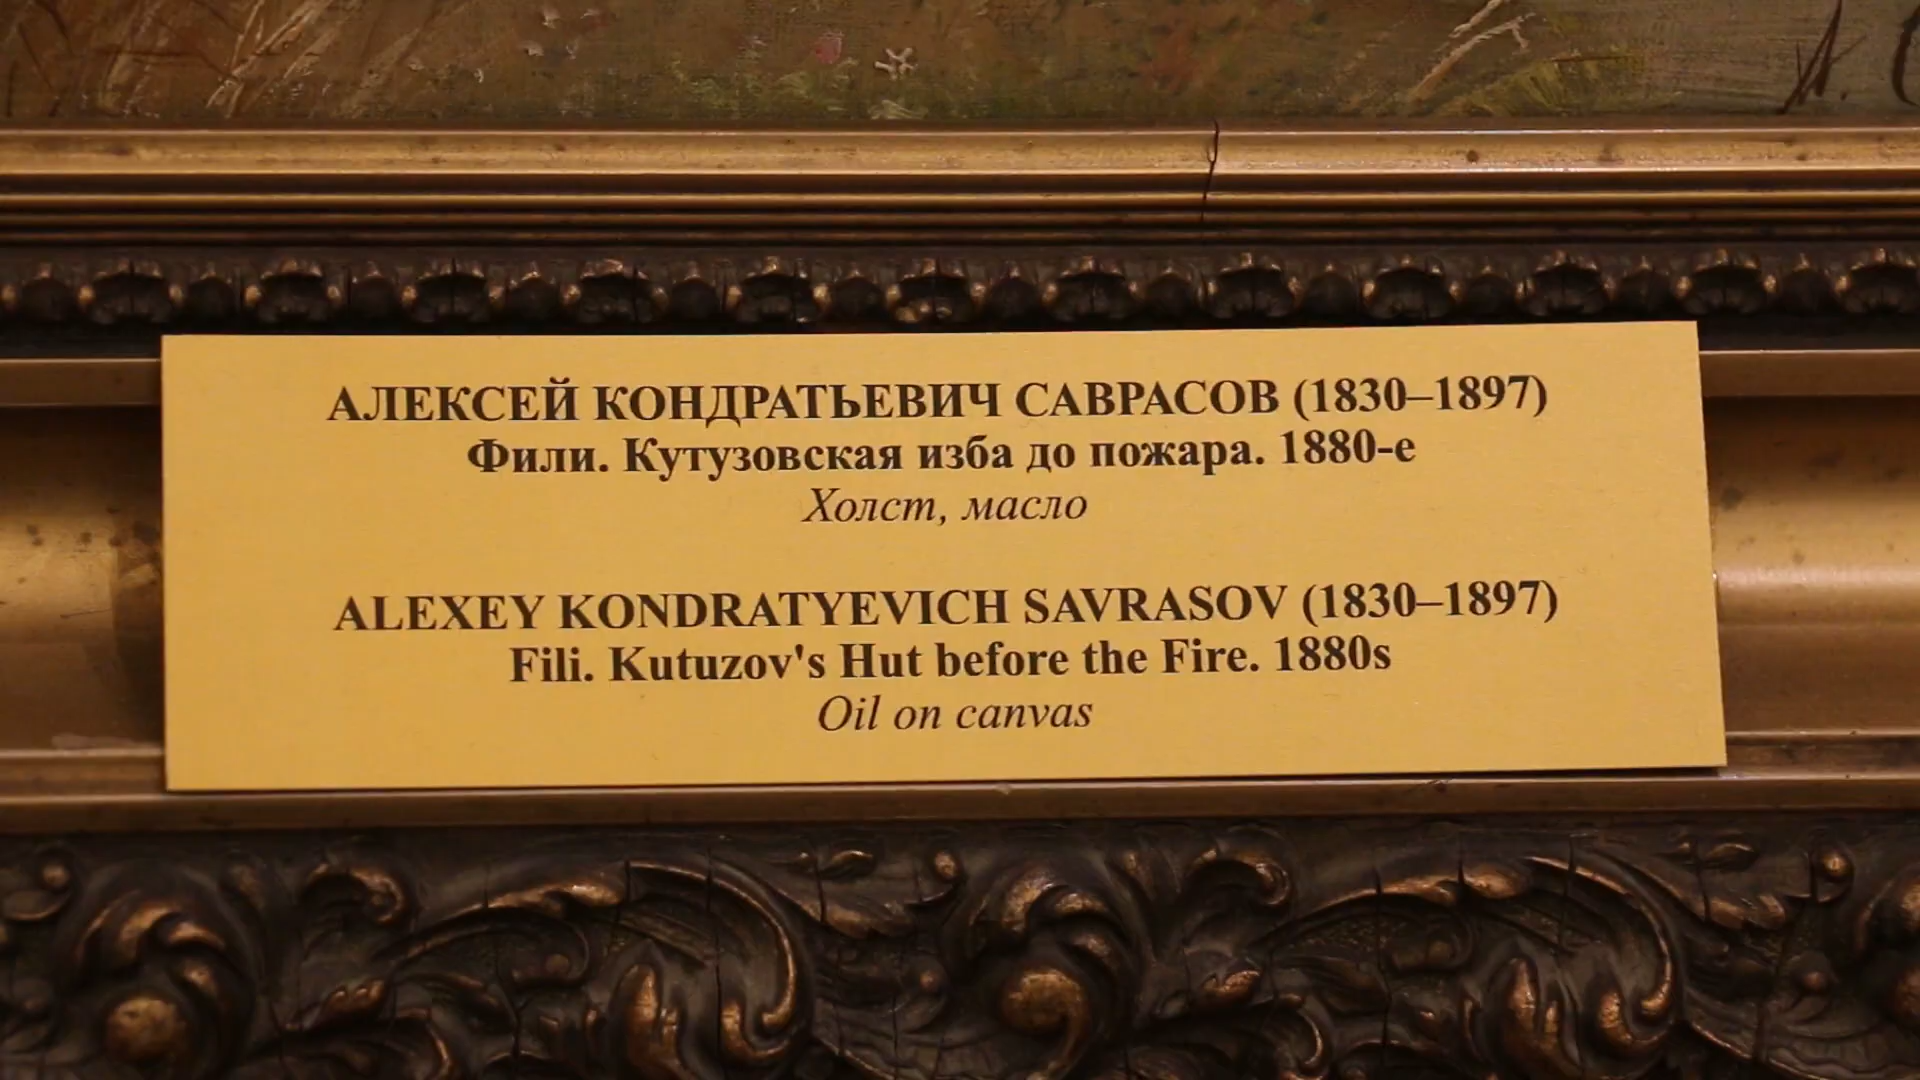 АЛЕКСЕЙ КОНДРАТЬЕВИЧ САВРАСОВ (1830–1897)
Фили. Кутузовская изба до пожара. 1880-е
Холст, масло
ALEXEY KONDRATYEVICH SAVRASOV (1830–1897)
Fili. Kutuzov's Hut before the Fire. 1880s
Oil on canvas